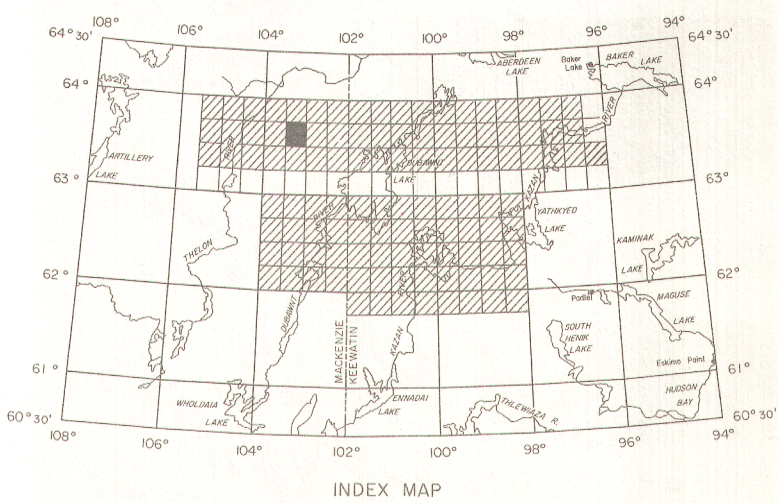 108° 106° 104° 102° 100° 98° 96° 94°
64° 30' 64° 30'
ABERDEEN
LAKE
Baker
Lake
BAKER
LAKE
64° 64°
RIVER
RIVER
ARTILLERY
LAKE
DUBAWNT
LAKE
63° 63°
KAZAN
RIVER
YATHKYED
LAKE
THELON
KAMINAK
LAKE
62° 62°
RIVER
Padlei
MAGUSE
LAKE
DUBAWNT
MACKENZIE
KEEWATIN
KAZAN
SOUTH
HENIK
LAKE
Eskimo Point
61° 61°
WHOLDAIA
LAKE
ENNADAI
LAKE
THLEWIAZA R.
HUDSON
BAY
60° 30' 60° 30'
108° 106° 104° 102° 100° 98° 96° 94°
INDEX MAP